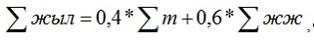 ∑жыл = 0,4*∑т + 0,6*∑жж ,